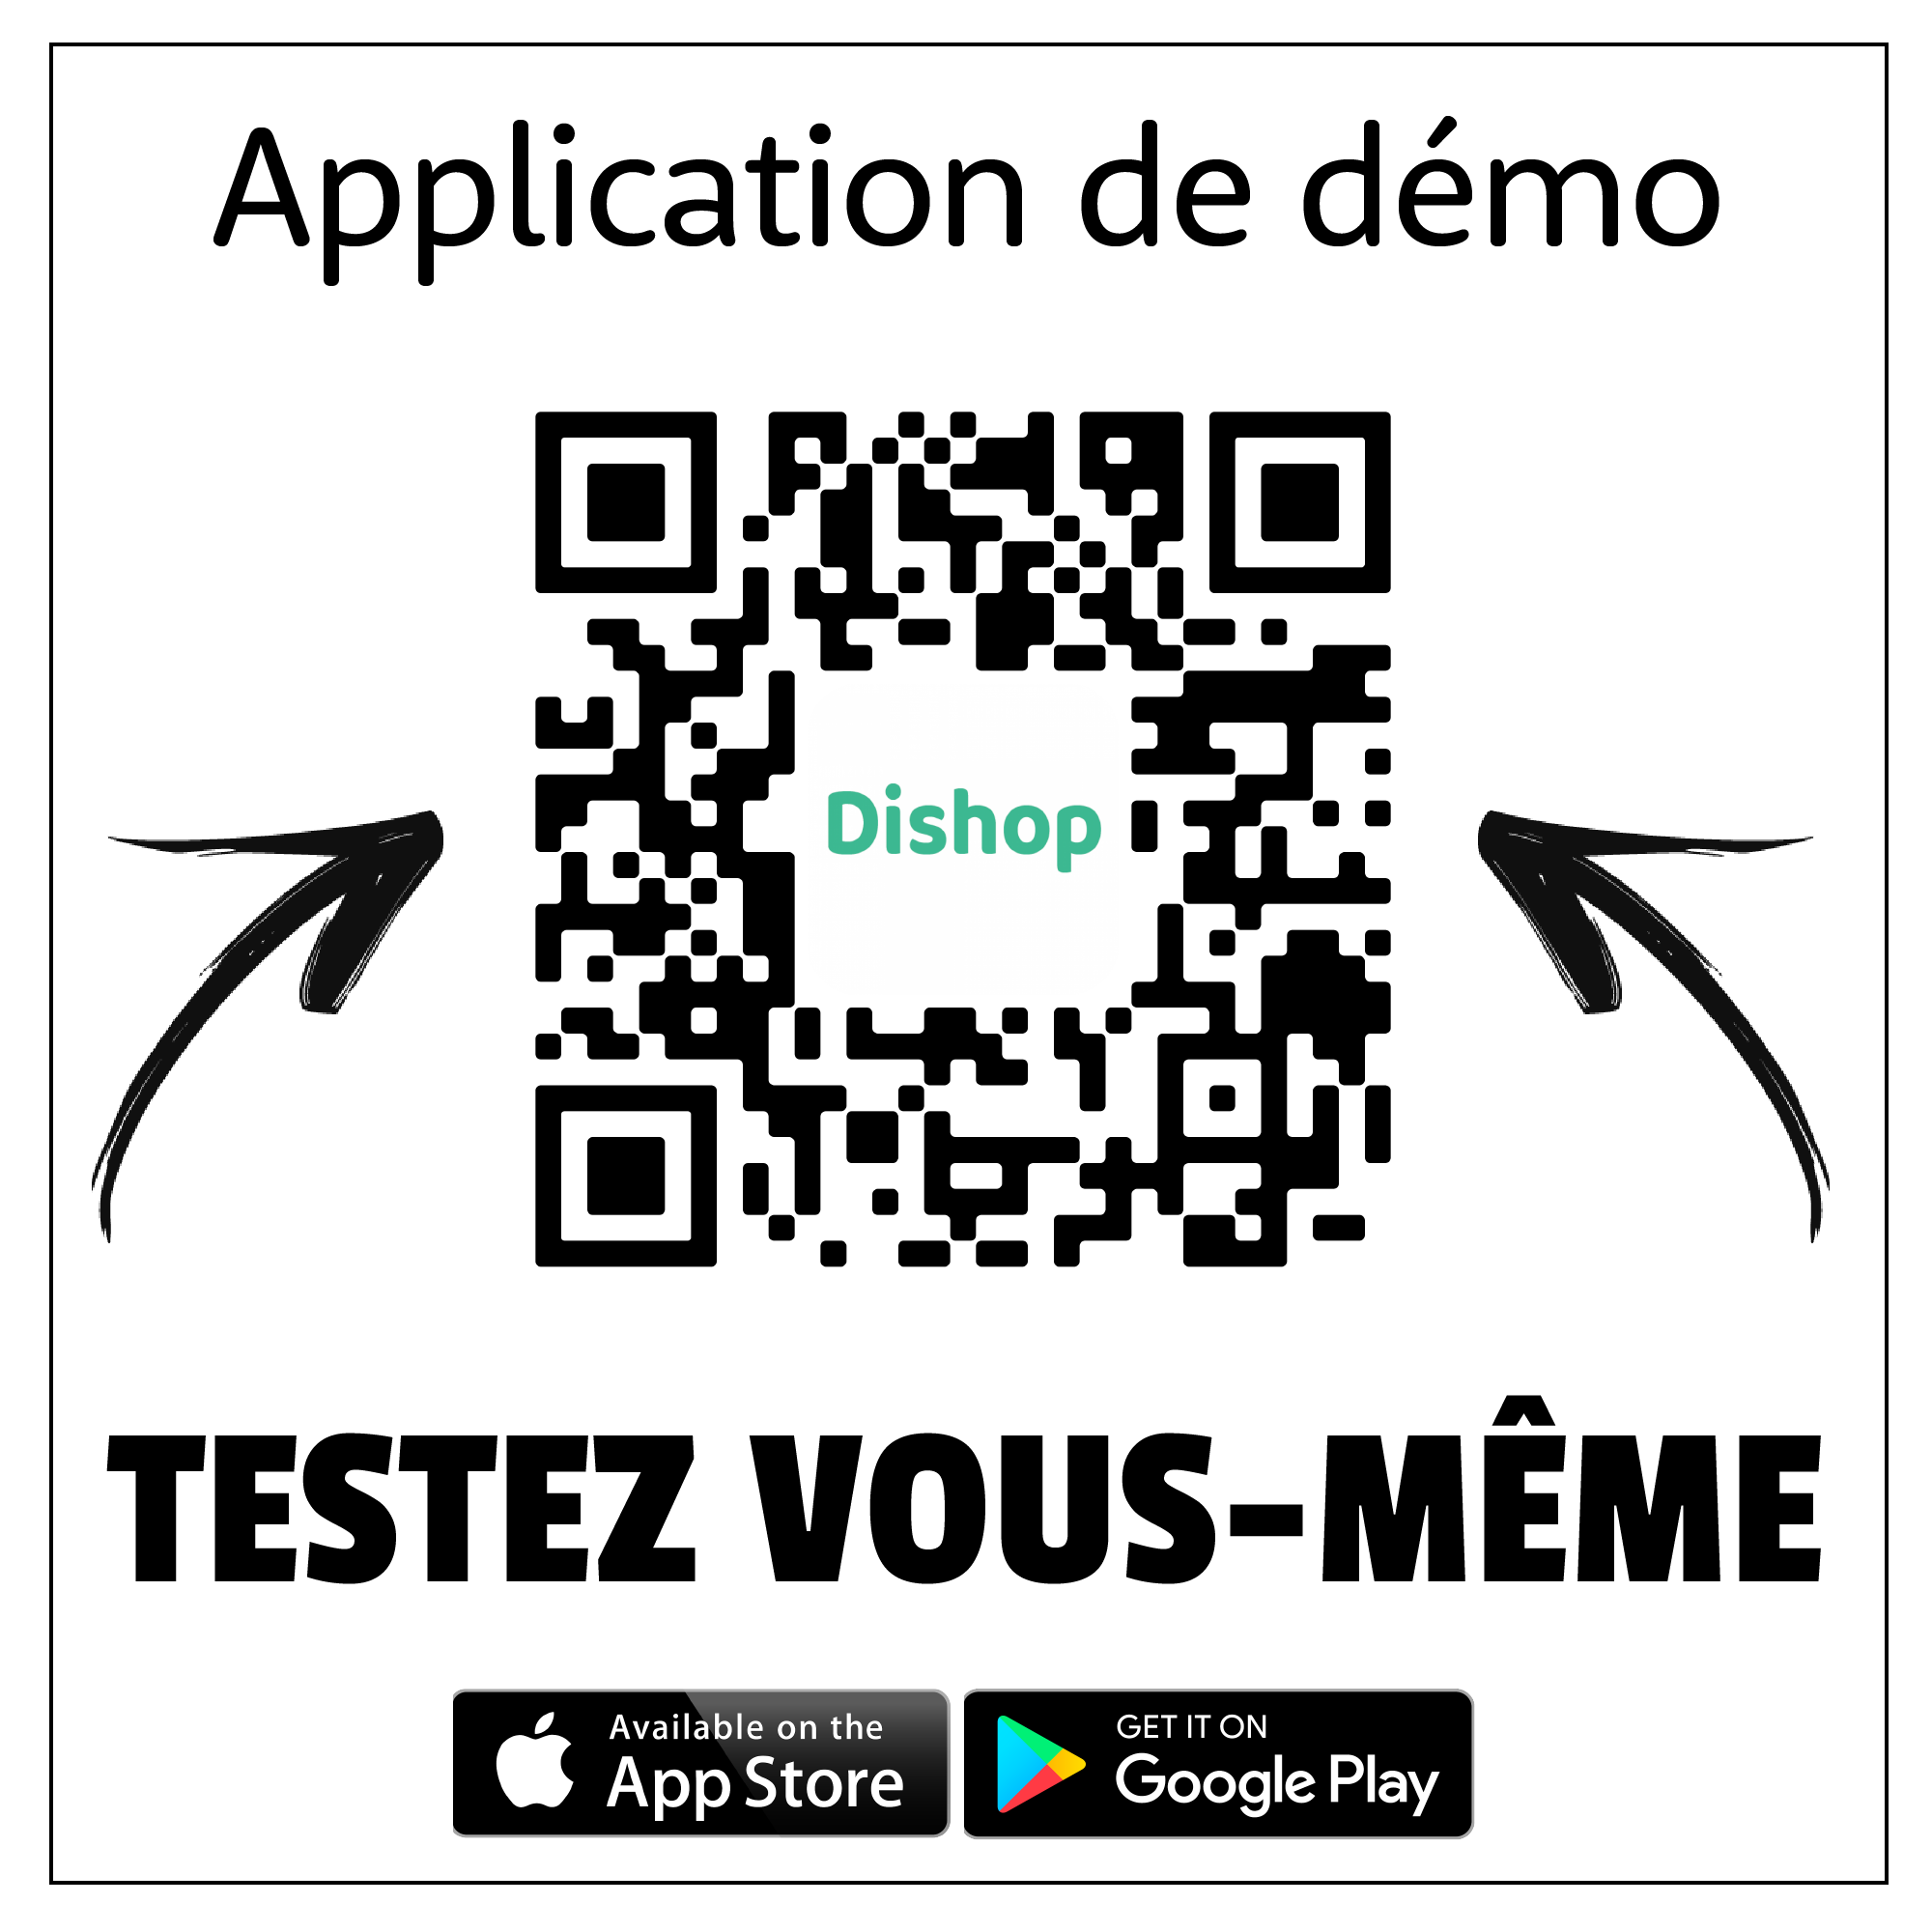 Application de démo
Dishop
TESTEZ VOUS-MÊME
Available on the
App Store
GET IT ON
Google Play